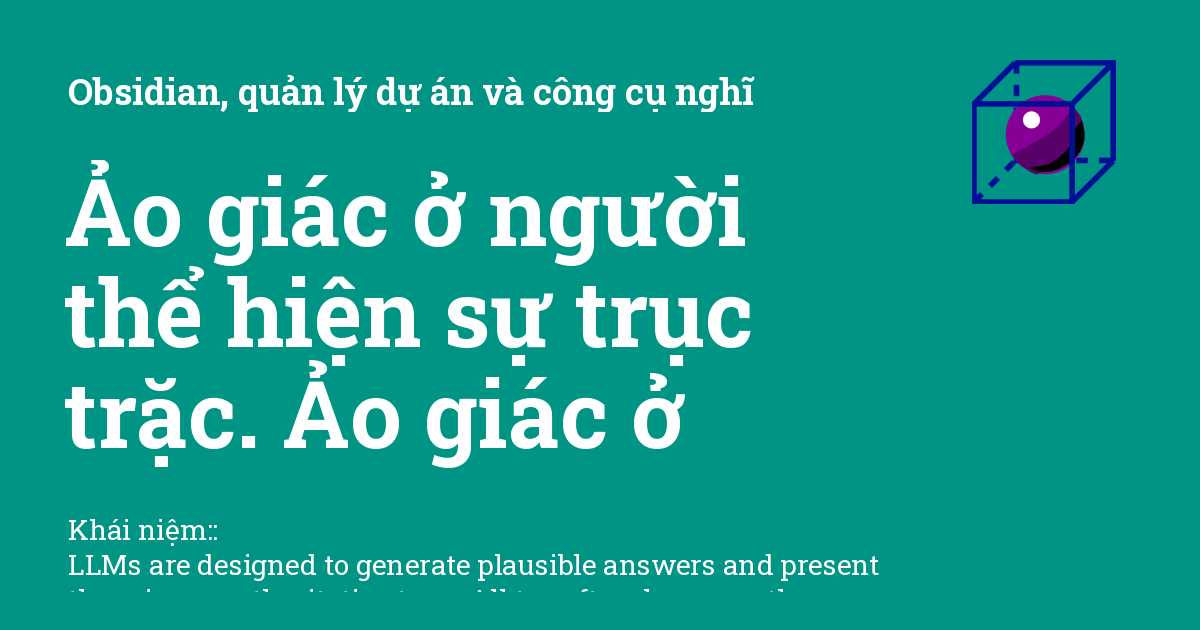 Obsidian, quản lý dự án và công cụ nghĩ
Ảo giác ở người
thể hiện sự trục
trặc. Ảo giác ở
Khái niệm::
LLMs are designed to generate plausible answers and present